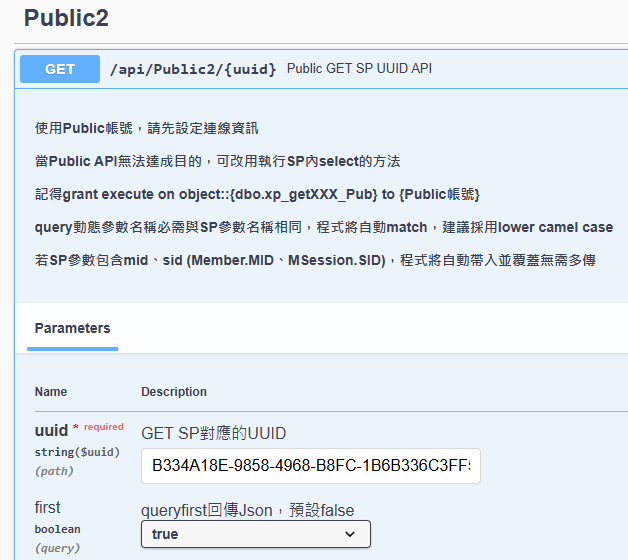 Public2
GET /api/Public2/{uuid} Public GET SP UUID API
使用Public帳號，請先設定連線資訊
當Public API無法達成目的，可改用執行SP內select的方法
記得grant execute on object::{dbo.xp_getXXX_Pub} to {Public帳號}
query動態參數名稱必需與SP參數名稱相同，程式將自動match，建議採用lower camel case
若SP參數包含mid、sid (Member.MID、MSession.SID)，程式將自動帶入並覆蓋無需多傳
Parameters
Name Description
uuid * required GET SP對應的UUID
string($uuid) B334A18E-9858-4968-B8FC-1B6B336C3FF
(path)
first queryfirst回傳Json，預設false
boolean true
(query)